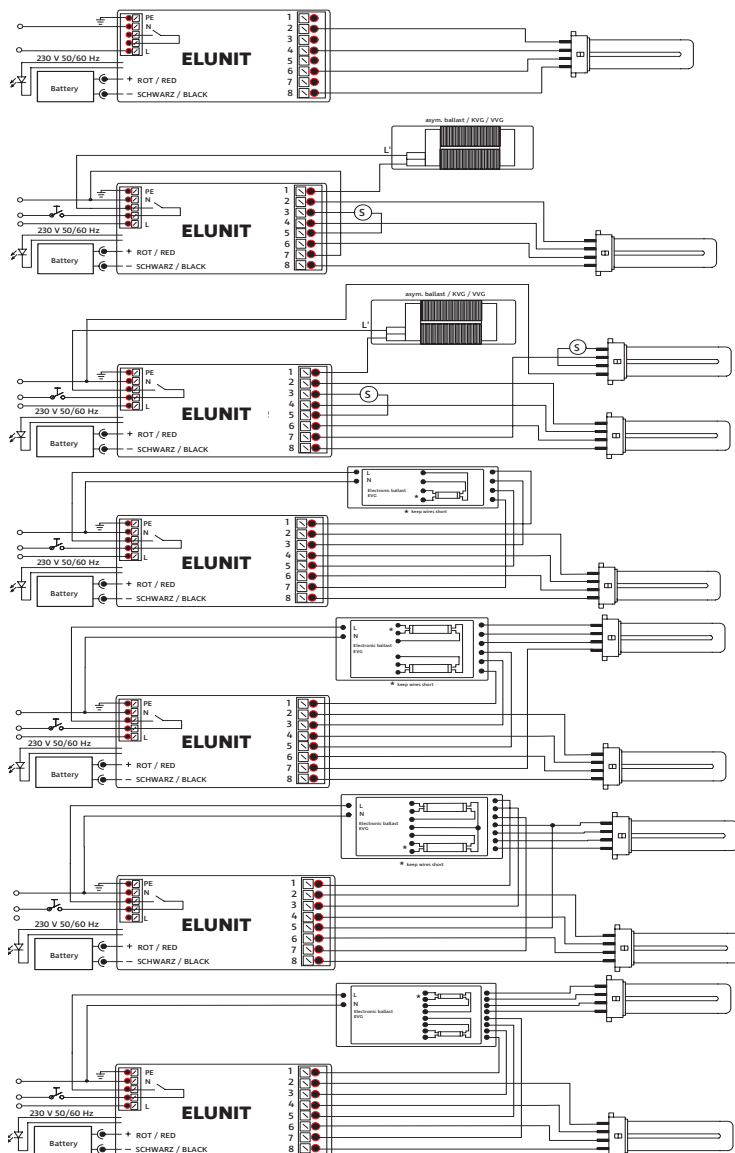 PE
N
L
230 V 50/60 Hz
Battery
+ ROT / RED
– SCHWARZ / BLACK
ELUNIT
1
2
3
4
5
6
7
8
asym. ballast / KVG / VVG
L'
PE
N
L
230 V 50/60 Hz
Battery
+ ROT / RED
– SCHWARZ / BLACK
ELUNIT
1
2
3
4
5
6
7
8
S
asym. ballast / KVG / VVG
L'
S
PE
N
L
230 V 50/60 Hz
Battery
+ ROT / RED
– SCHWARZ / BLACK
ELUNIT
1
2
3
4
5
6
7
8
S
L
N
Electronic ballast
EVG
*
* keep wires short
PE
N
L
230 V 50/60 Hz
Battery
+ ROT / RED
– SCHWARZ / BLACK
ELUNIT
1
2
3
4
5
6
7
8
L
N
Electronic ballast
EVG
*
* keep wires short
PE
N
L
230 V 50/60 Hz
Battery
+ ROT / RED
– SCHWARZ / BLACK
ELUNIT
1
2
3
4
5
6
7
8
L
N
Electronic ballast
EVG
*
* keep wires short
PE
N
L
230 V 50/60 Hz
Battery
+ ROT / RED
– SCHWARZ / BLACK
ELUNIT
1
2
3
4
5
6
7
8
L
N
Electronic ballast
EVG
*
PE
N
L
230 V 50/60 Hz
Battery
+ ROT / RED
– SCHWARZ / BLACK
ELUNIT
1
2
3
4
5
6
7
8